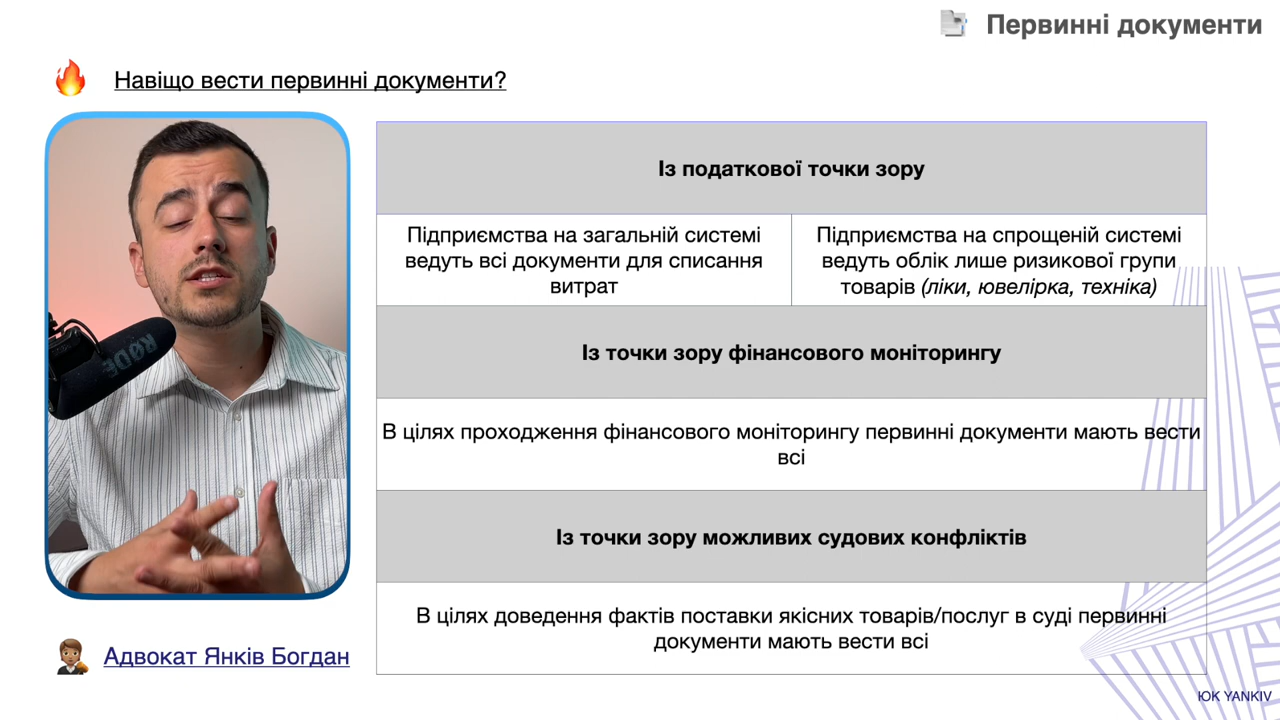 Первинні документи
Навіщо вести первинні документи?
Із податкової точки зору
Підприємства на загальній системі
ведуть всі документи для списання
витрат
Підприємства на спрощеній системі
ведуть облік лише ризикової групи
товарів (ліки, ювелірка, техніка)
Із точки зору фінансового моніторингу
В цілях проходження фінансового моніторингу первинні документи мають вести
всі
Із точки зору можливих судових конфліктів
В цілях доведення фактів поставки якісних товарів/послуг в суді первинні
документи мають вести всі
RØDE
Адвокат Янків Богдан
ЮК YANKIV